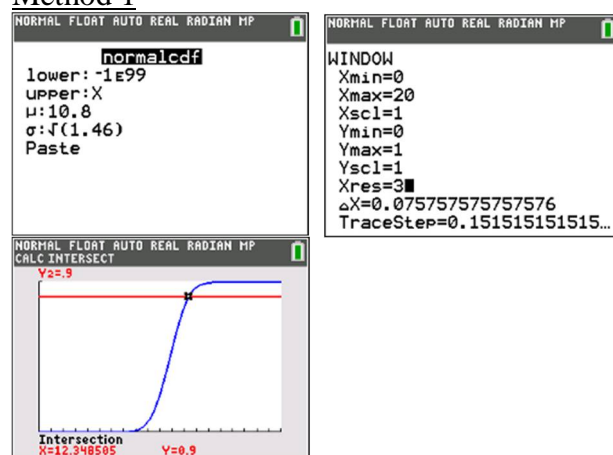 Method 1
NORMAL FLOAT AUTO REAL RADIAN MP
normalcdf
lower:-1E99
upper:X
μ:10.8
σ:√(1.46)
Paste
NORMAL FLOAT AUTO REAL RADIAN MP
WINDOW
Xmin=0
Xmax=20
Xscl=1
Ymin=0
Ymax=1
Yscl=1
Xres=3
△X=0.075757575757576
TraceStep=0.151515151515…
NORMAL FLOAT AUTO REAL RADIAN MP
CALC INTERSECT
Y2=.9
Intersection
X=12.348505 Y=0.9